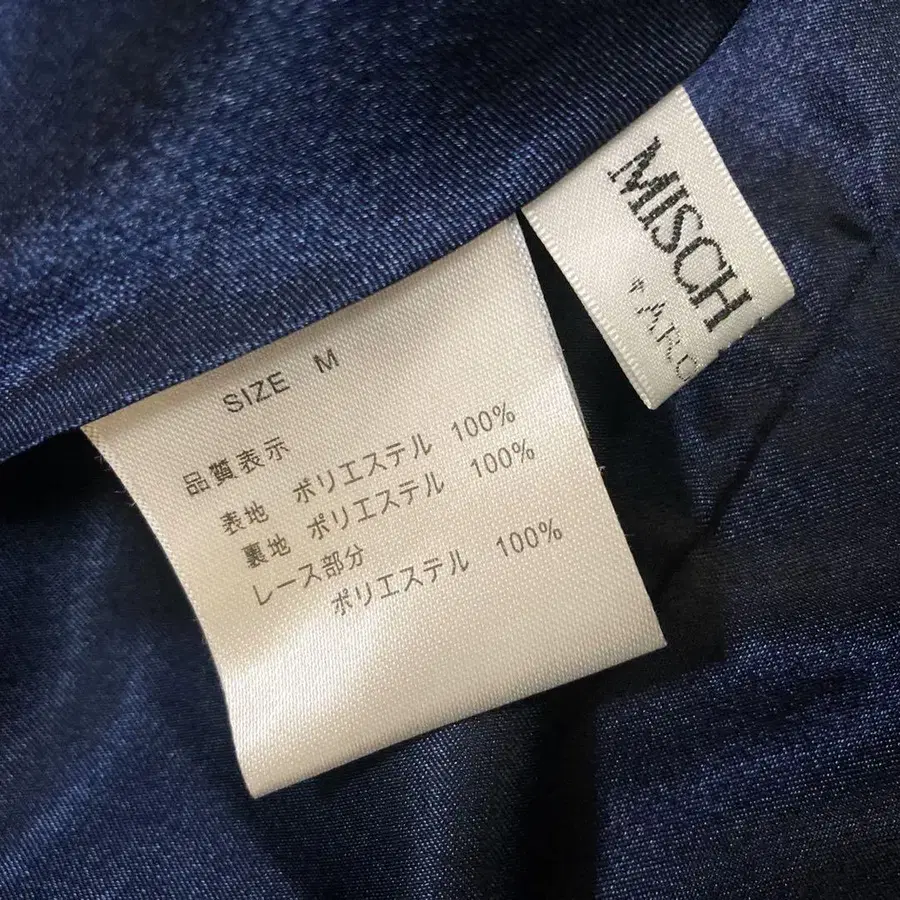 SIZE M
品質表示
表地 ポリエステル 100%
裏地 ポリエステル 100%
レース部分
ポリエステル 100%
MISCH
ARC